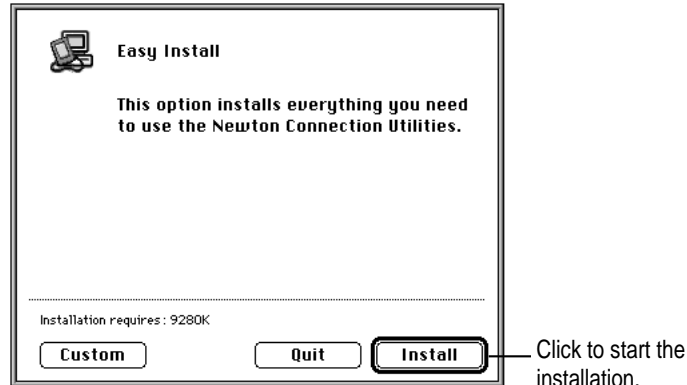 Easy Install
This option installs everything you need
to use the Newton Connection Utilities.
Installation requires: 9280K
Custom
Quit
Install
Click to start the
installation.